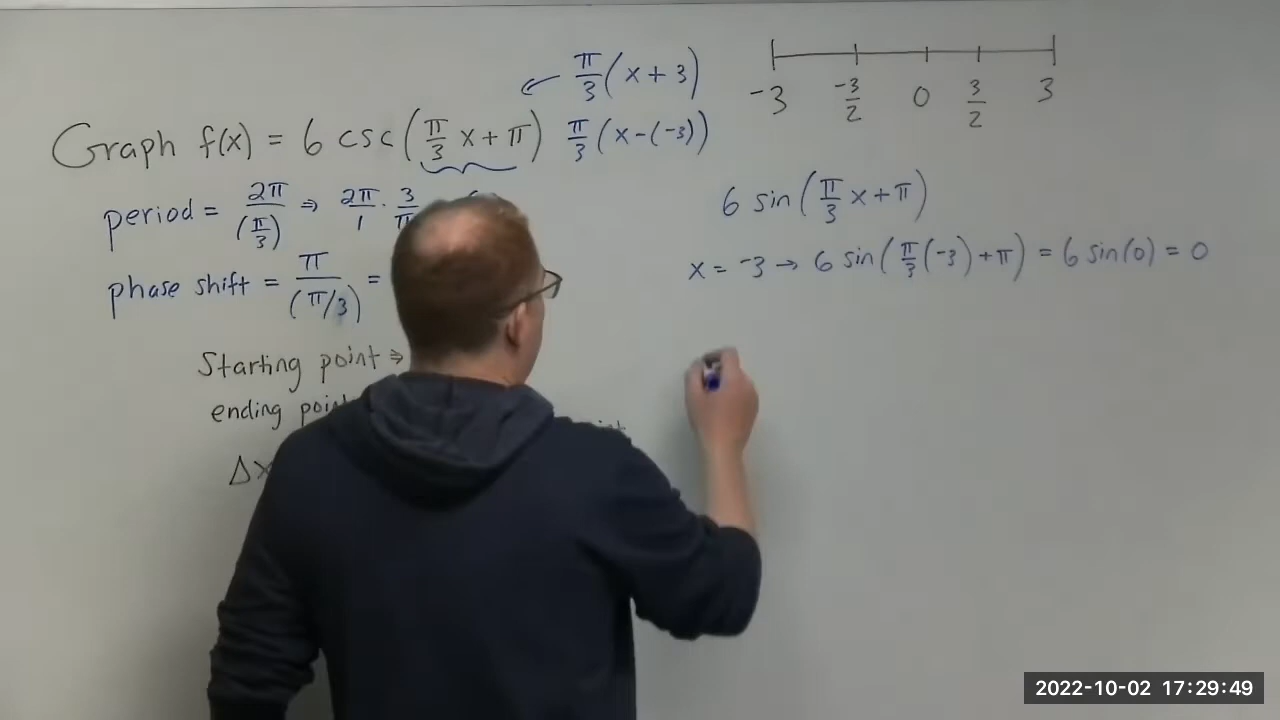 π/3 (x + 3)
Graph f(x) = 6 csc(π/3 x + π) π/3 (x - (-3))
period = 2π/(π/3) ⇒ 2π/1 · 3/π
phase shift = π/(π/3) =
Starting point ⇒
ending point
Δx
-3 -3/2 0 3/2 3
6 sin(π/3 x + π)
x = -3 → 6 sin(π/3 (-3) + π) = 6 sin(0) = 0
2022-10-02 17:29:49